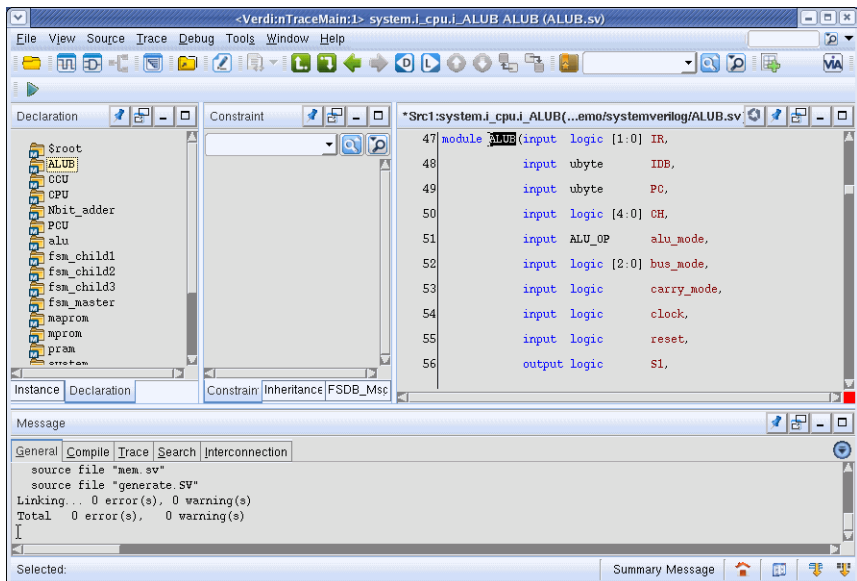 <Verdi:nTraceMain:1> system.i_cpu.i_ALUB ALUB (ALUB.sv)
File View Source Trace Debug Tools Window Help
D L VIA
Declaration
$root
ALUB
CCU
CPU
Nbit_adder
PCU
alu
fsm_child1
fsm_child2
fsm_child3
fsm_master
maprom
mprom
pram
system
Instance Declaration
Constraint
Constrain Inheritance FSDB_Msc
*Src1:system.i_cpu.i_ALUB(...emo/systemverilog/ALUB.sv
47 module ALUB(input logic [1:0] IR,
48 input ubyte IDB,
49 input ubyte PC,
50 input logic [4:0] CH,
51 input ALU_OP alu_mode,
52 input logic [2:0] bus_mode,
53 input logic carry_mode,
54 input logic clock,
55 input logic reset,
56 output logic S1,
Message
General Compile Trace Search Interconnection
source file "mem.sv"
source file "generate.SV"
Linking... 0 error(s), 0 warning(s)
Total 0 error(s), 0 warning(s)
Selected: Summary Message